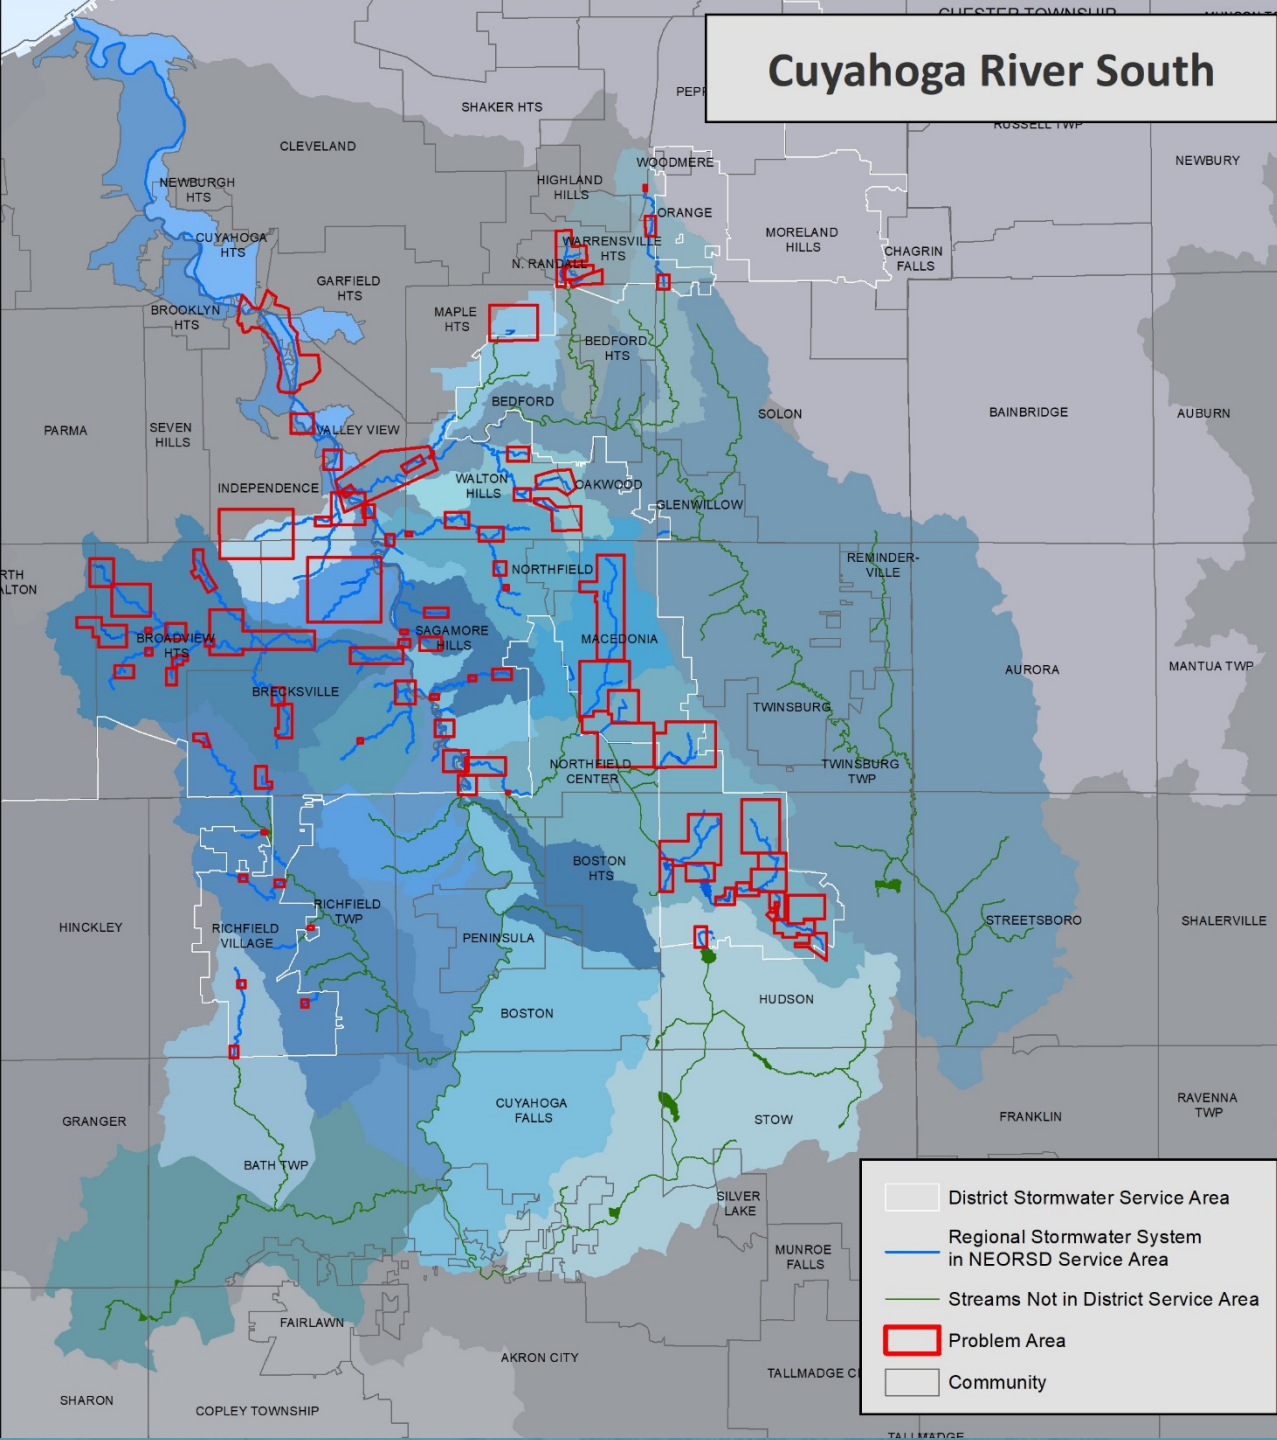 CHESTER TOWNSHIP
Cuyahoga River South
SHAKER HTS
RUSSELL TWP
CLEVELAND
NEWBURY
WOODMERE
HIGHLAND
HILLS
NEWBURGH
HTS
ORANGE
MORELAND
HILLS
CUYAHOGA
HTS
WARRENSVILLE
HTS
N. RANDALL
CHAGRIN
FALLS
GARFIELD
HTS
BROOKLYN
HTS
MAPLE
HTS
BEDFORD
HTS
BEDFORD
SOLON
BAINBRIDGE
AUBURN
PARMA
SEVEN
HILLS
VALLEY VIEW
INDEPENDENCE
WALTON
HILLS
OAKWOOD
GLENWILLOW
REMINDER-
VILLE
NORTHFIELD
BROADVIEW
HTS
SAGAMORE
HILLS
MACEDONIA
AURORA
MANTUA TWP
BRECKSVILLE
TWINSBURG
NORTHFIELD
CENTER
TWINSBURG
TWP
BOSTON
HTS
HINCKLEY
RICHFIELD
TWP
RICHFIELD
VILLAGE
PENINSULA
STREETSBORO
SHALERVILLE
HUDSON
BOSTON
GRANGER
CUYAHOGA
FALLS
STOW
FRANKLIN
RAVENNA
TWP
BATH TWP
SILVER
LAKE
MUNROE
FALLS
FAIRLAWN
AKRON CITY
SHARON
COPLEY TOWNSHIP
District Stormwater Service Area
Regional Stormwater System
in NEORSD Service Area
Streams Not in District Service Area
Problem Area
Community
TALLMADGE